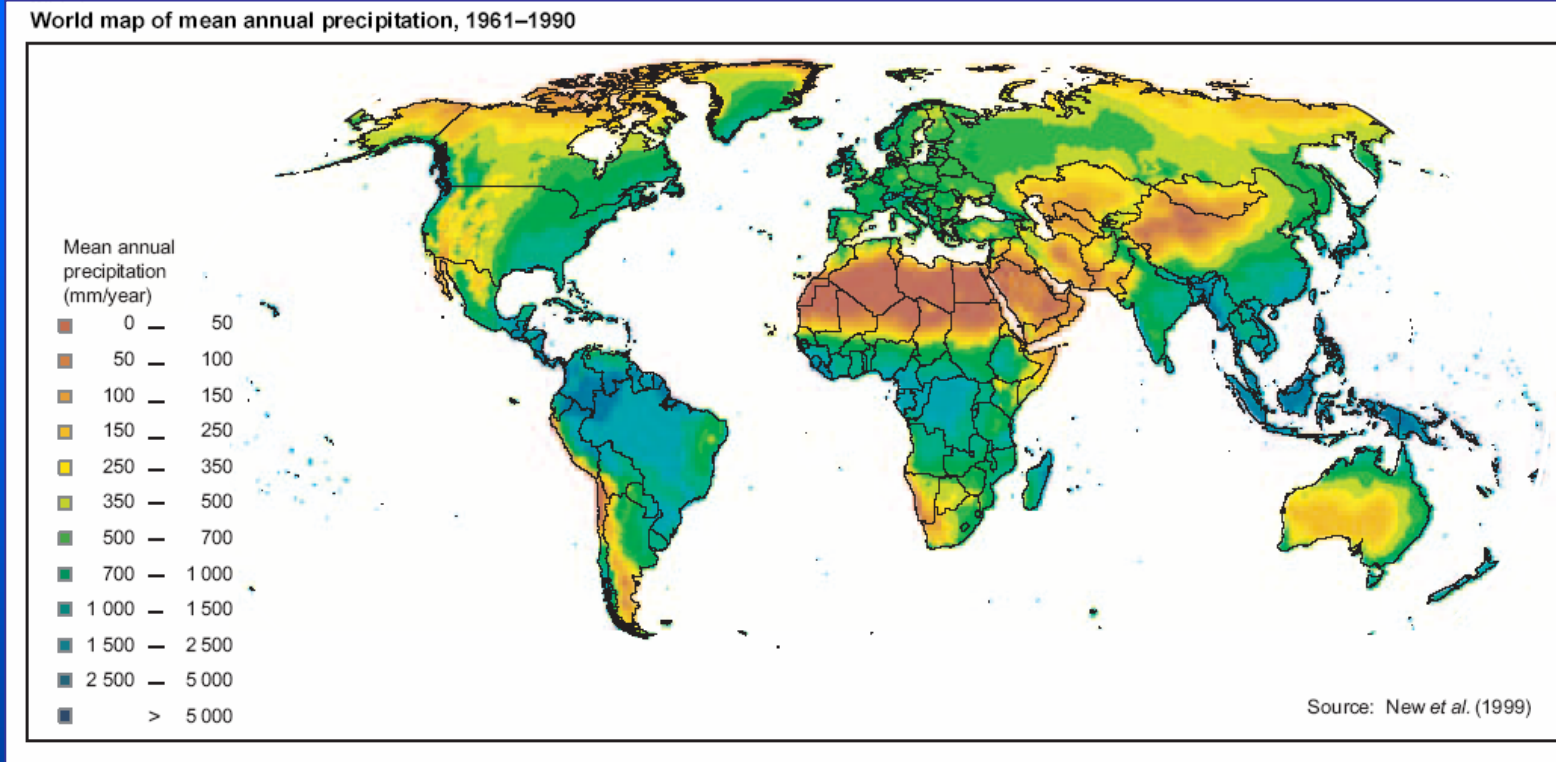 World map of mean annual precipitation, 1961–1990
Mean annual
precipitation
(mm/year)
0 — 50
50 — 100
100 — 150
150 — 250
250 — 350
350 — 500
500 — 700
700 — 1 000
1 000 — 1 500
1 500 — 2 500
2 500 — 5 000
> 5 000
Source: New et al. (1999)